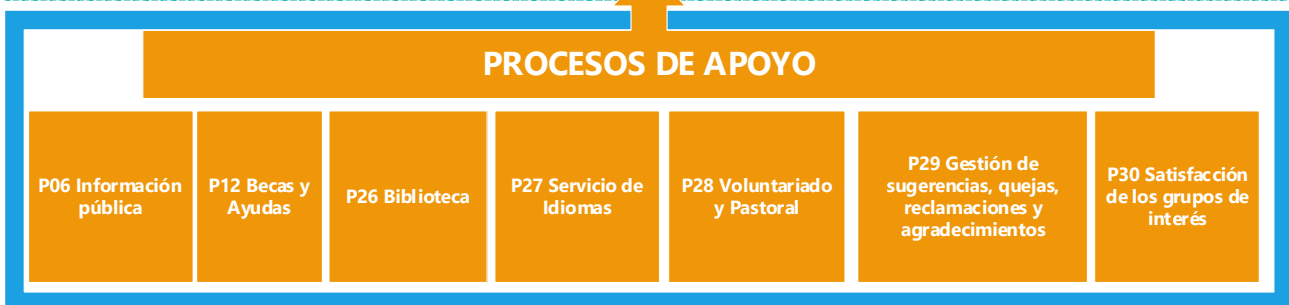 PROCESOS DE APOYO
P06 Información
pública
P12 Becas y
Ayudas
P26 Biblioteca
P27 Servicio de
Idiomas
P28 Voluntariado
y Pastoral
P29 Gestión de
sugerencias, quejas,
reclamaciones y
agradecimientos
P30 Satisfacción
de los grupos de
interés